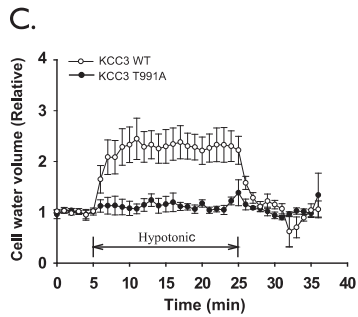 C.
KCC3 WT
KCC3 T991A
Cell water volume (Relative)
4
3
2
1
0
Hypotonic
0 5 10 15 20 25 30 35 40
Time (min)